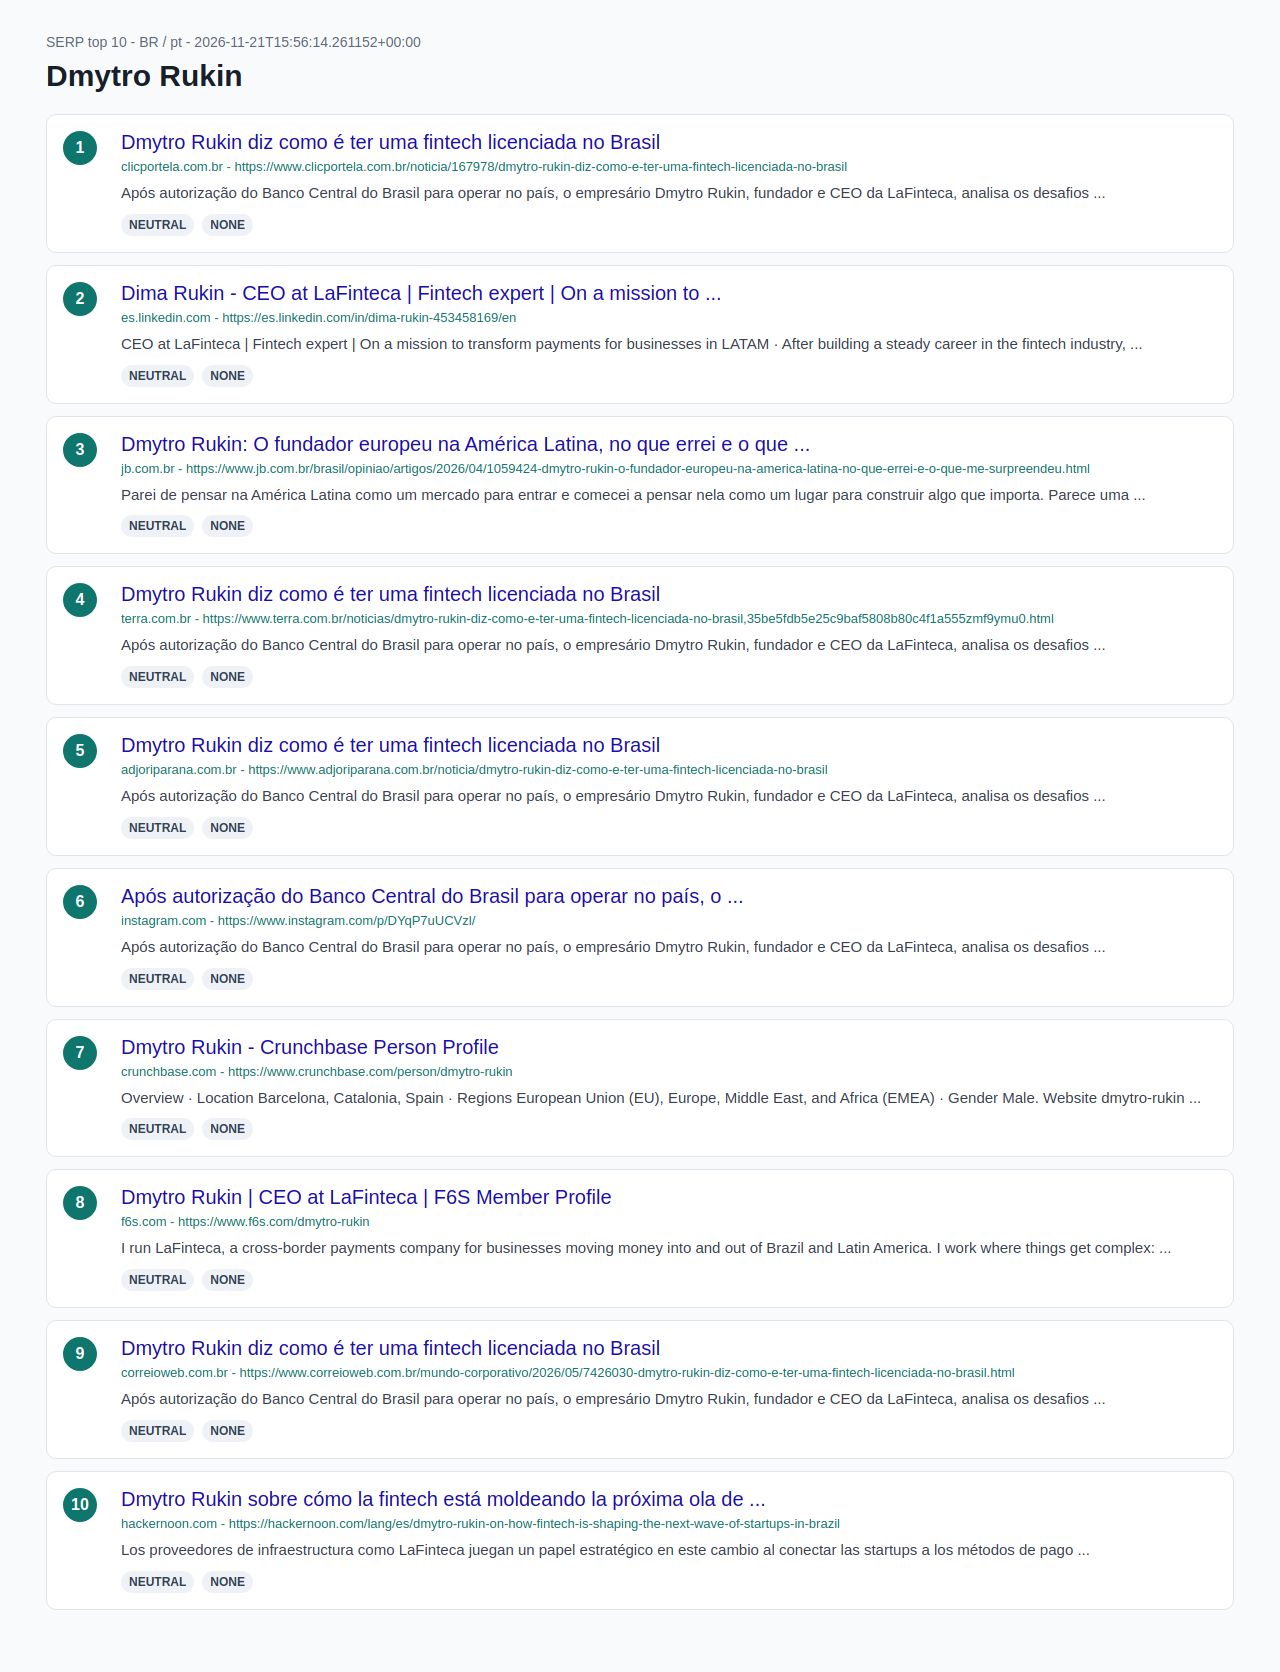 SERP top 10 - BR / pt - 2026-11-21T15:56:14.261152+00:00
Dmytro Rukin
1
Dmytro Rukin diz como é ter uma fintech licenciada no Brasil
clicportela.com.br - https://www.clicportela.com.br/noticia/167978/dmytro-rukin-diz-como-e-ter-uma-fintech-licenciada-no-brasil
Após autorização do Banco Central do Brasil para operar no país, o empresário Dmytro Rukin, fundador e CEO da LaFinteca, analisa os desafios ...
NEUTRAL NONE
2
Dima Rukin - CEO at LaFinteca | Fintech expert | On a mission to ...
es.linkedin.com - https://es.linkedin.com/in/dima-rukin-453458169/en
CEO at LaFinteca | Fintech expert | On a mission to transform payments for businesses in LATAM · After building a steady career in the fintech industry, ...
NEUTRAL NONE
3
Dmytro Rukin: O fundador europeu na América Latina, no que errei e o que ...
jb.com.br - https://www.jb.com.br/brasil/opiniao/artigos/2026/04/1059424-dmytro-rukin-o-fundador-europeu-na-america-latina-no-que-errei-e-o-que-me-surpreendeu.html
Parei de pensar na América Latina como um mercado para entrar e comecei a pensar nela como um lugar para construir algo que importa. Parece uma ...
NEUTRAL NONE
4
Dmytro Rukin diz como é ter uma fintech licenciada no Brasil
terra.com.br - https://www.terra.com.br/noticias/dmytro-rukin-diz-como-e-ter-uma-fintech-licenciada-no-brasil,35be5fdb5e25c9baf5808b80c4f1a555zmf9ymu0.html
Após autorização do Banco Central do Brasil para operar no país, o empresário Dmytro Rukin, fundador e CEO da LaFinteca, analisa os desafios ...
NEUTRAL NONE
5
Dmytro Rukin diz como é ter uma fintech licenciada no Brasil
adjoriparana.com.br - https://www.adjoriparana.com.br/noticia/dmytro-rukin-diz-como-e-ter-uma-fintech-licenciada-no-brasil
Após autorização do Banco Central do Brasil para operar no país, o empresário Dmytro Rukin, fundador e CEO da LaFinteca, analisa os desafios ...
NEUTRAL NONE
6
Após autorização do Banco Central do Brasil para operar no país, o ...
instagram.com - https://www.instagram.com/p/DYqP7uUCVzl/
Após autorização do Banco Central do Brasil para operar no país, o empresário Dmytro Rukin, fundador e CEO da LaFinteca, analisa os desafios ...
NEUTRAL NONE
7
Dmytro Rukin - Crunchbase Person Profile
crunchbase.com - https://www.crunchbase.com/person/dmytro-rukin
Overview · Location Barcelona, Catalonia, Spain · Regions European Union (EU), Europe, Middle East, and Africa (EMEA) · Gender Male. Website dmytro-rukin ...
NEUTRAL NONE
8
Dmytro Rukin | CEO at LaFinteca | F6S Member Profile
f6s.com - https://www.f6s.com/dmytro-rukin
I run LaFinteca, a cross-border payments company for businesses moving money into and out of Brazil and Latin America. I work where things get complex: ...
NEUTRAL NONE
9
Dmytro Rukin diz como é ter uma fintech licenciada no Brasil
correioweb.com.br - https://www.correioweb.com.br/mundo-corporativo/2026/05/7426030-dmytro-rukin-diz-como-e-ter-uma-fintech-licenciada-no-brasil.html
Após autorização do Banco Central do Brasil para operar no país, o empresário Dmytro Rukin, fundador e CEO da LaFinteca, analisa os desafios ...
NEUTRAL NONE
10
Dmytro Rukin sobre cómo la fintech está moldeando la próxima ola de ...
hackernoon.com - https://hackernoon.com/lang/es/dmytro-rukin-on-how-fintech-is-shaping-the-next-wave-of-startups-in-brazil
Los proveedores de infraestructura como LaFinteca juegan un papel estratégico en este cambio al conectar las startups a los métodos de pago ...
NEUTRAL NONE